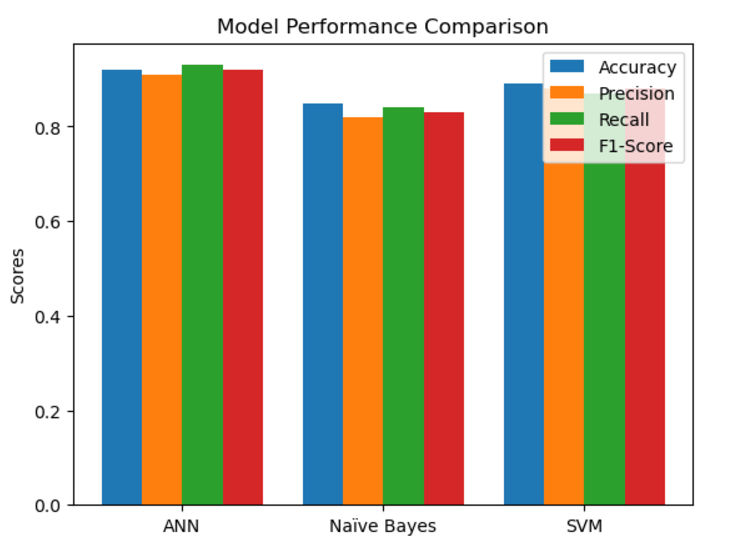 Model Performance Comparison
Accuracy
Precision
Recall
F1-Score
Scores
0.8
0.6
0.4
0.2
0.0
ANN
Naïve Bayes
SVM